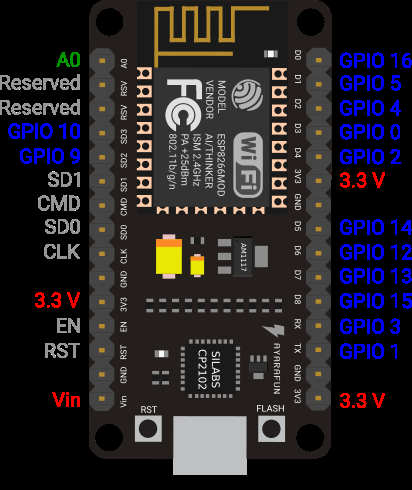 A0
Reserved
Reserved
GPIO 10
GPIO 9
SD1
CMD
SD0
CLK
3.3 V
EN
RST
Vin
A0
RSV
RSV
SD3
SD2
SD1
CMD
SD0
CLK
GND
3V3
EN
RST
GND
Vin
MODEL
VENDOR
FC
Wi Fi
ESP8266MOD
AI/THINKER
ISM 2.4GHz
PA +25dBm
802.11b/g/n
AM1117
SILABS
CP2102
AYARAFUN
RST
FLASH
D0
D1
D2
D3
D4
3V3
GND
D5
D6
D7
D8
RX
TX
GND
3V3
GPIO 16
GPIO 5
GPIO 4
GPIO 0
GPIO 2
3.3 V
GPIO 14
GPIO 12
GPIO 13
GPIO 15
GPIO 3
GPIO 1
3.3 V